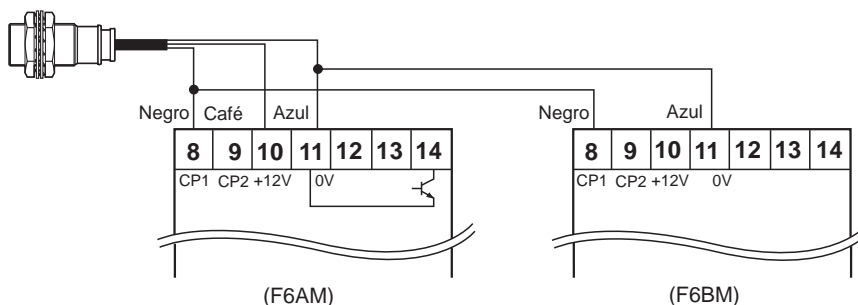 Negro Café Azul
8 9 10 11 12 13 14
CP1 CP2 +12V 0V
(F6AM)
Negro Azul
8 9 10 11 12 13 14
CP1 CP2 +12V 0V
(F6BM)